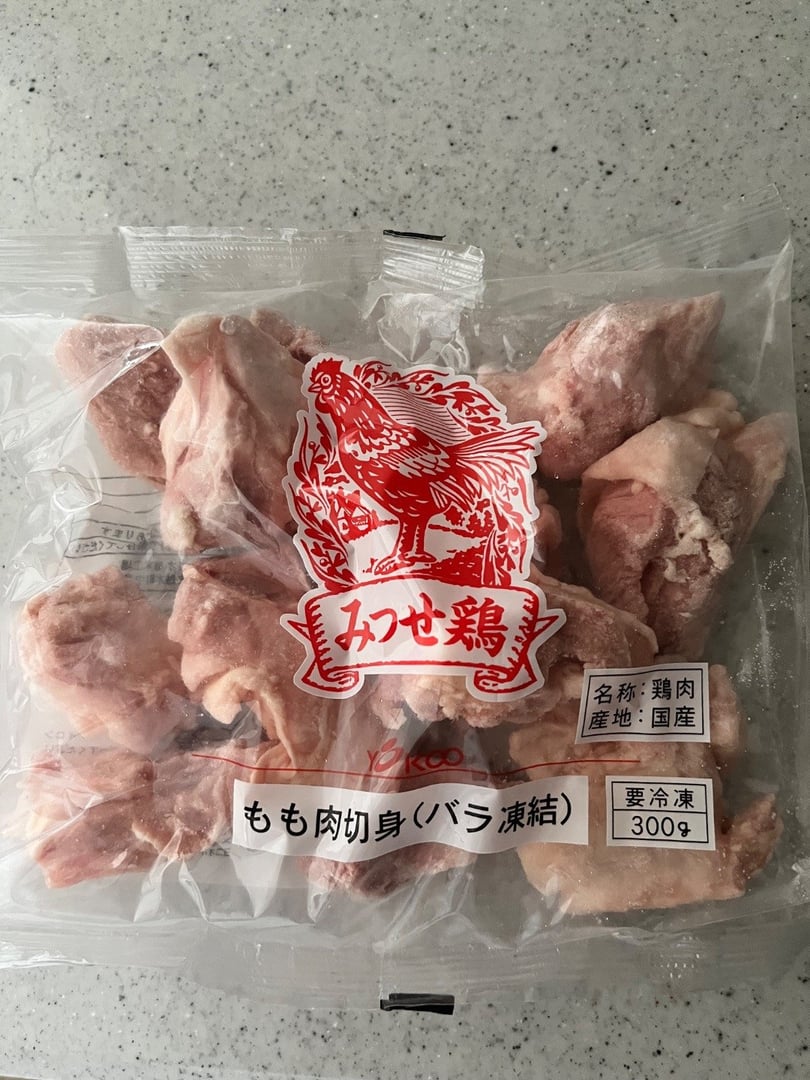 みつせ鶏
名称：鶏肉
産地：国産
YOKOO
もも肉切身（バラ凍結）
要冷凍
300g